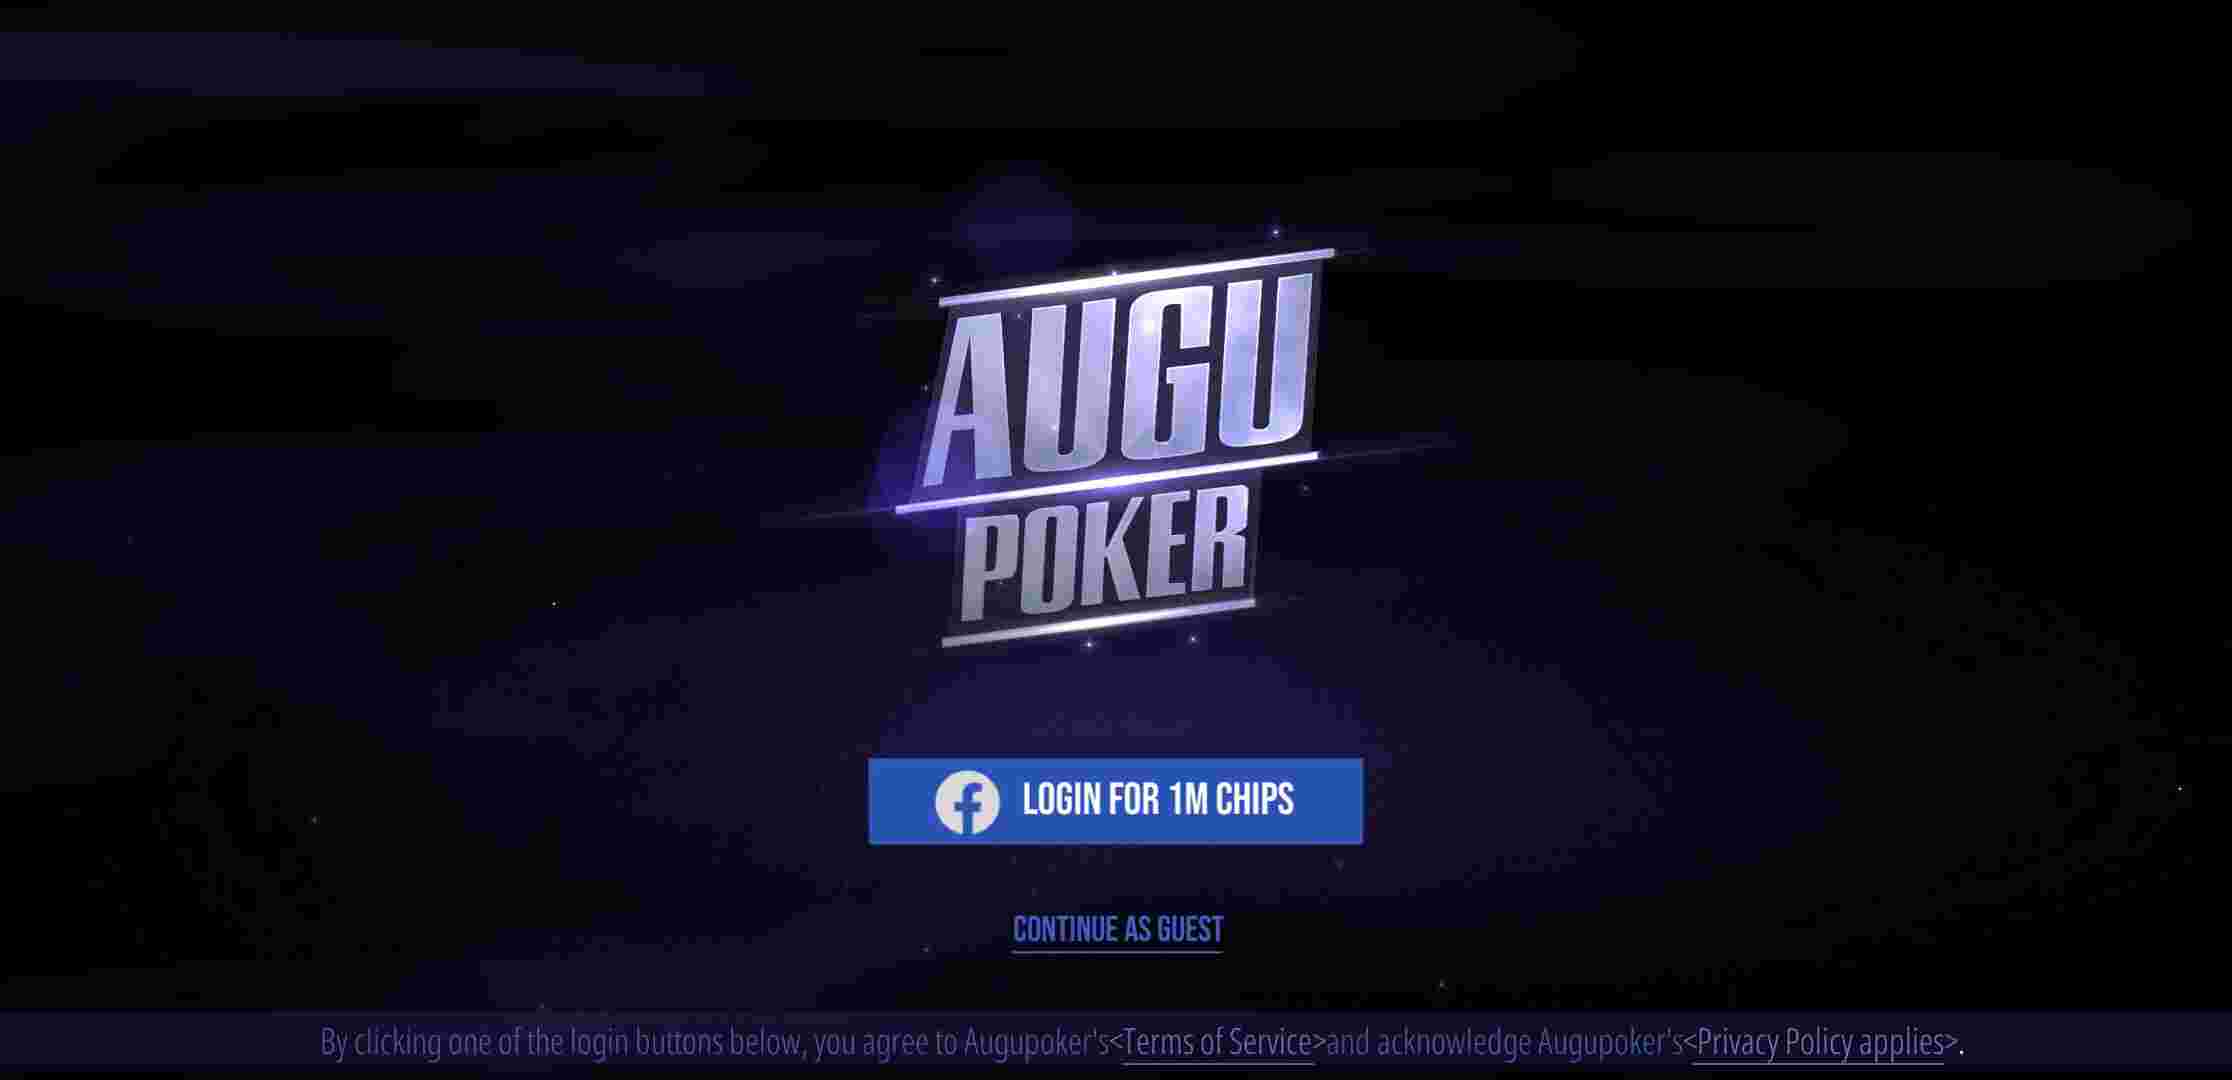 AUGU
POKER
LOGIN FOR 1M CHIPS
CONTINUE AS GUEST
By clicking one of the login buttons below, you agree to Augupoker's<Terms of Service>and acknowledge Augupoker's<Privacy Policy applies>.